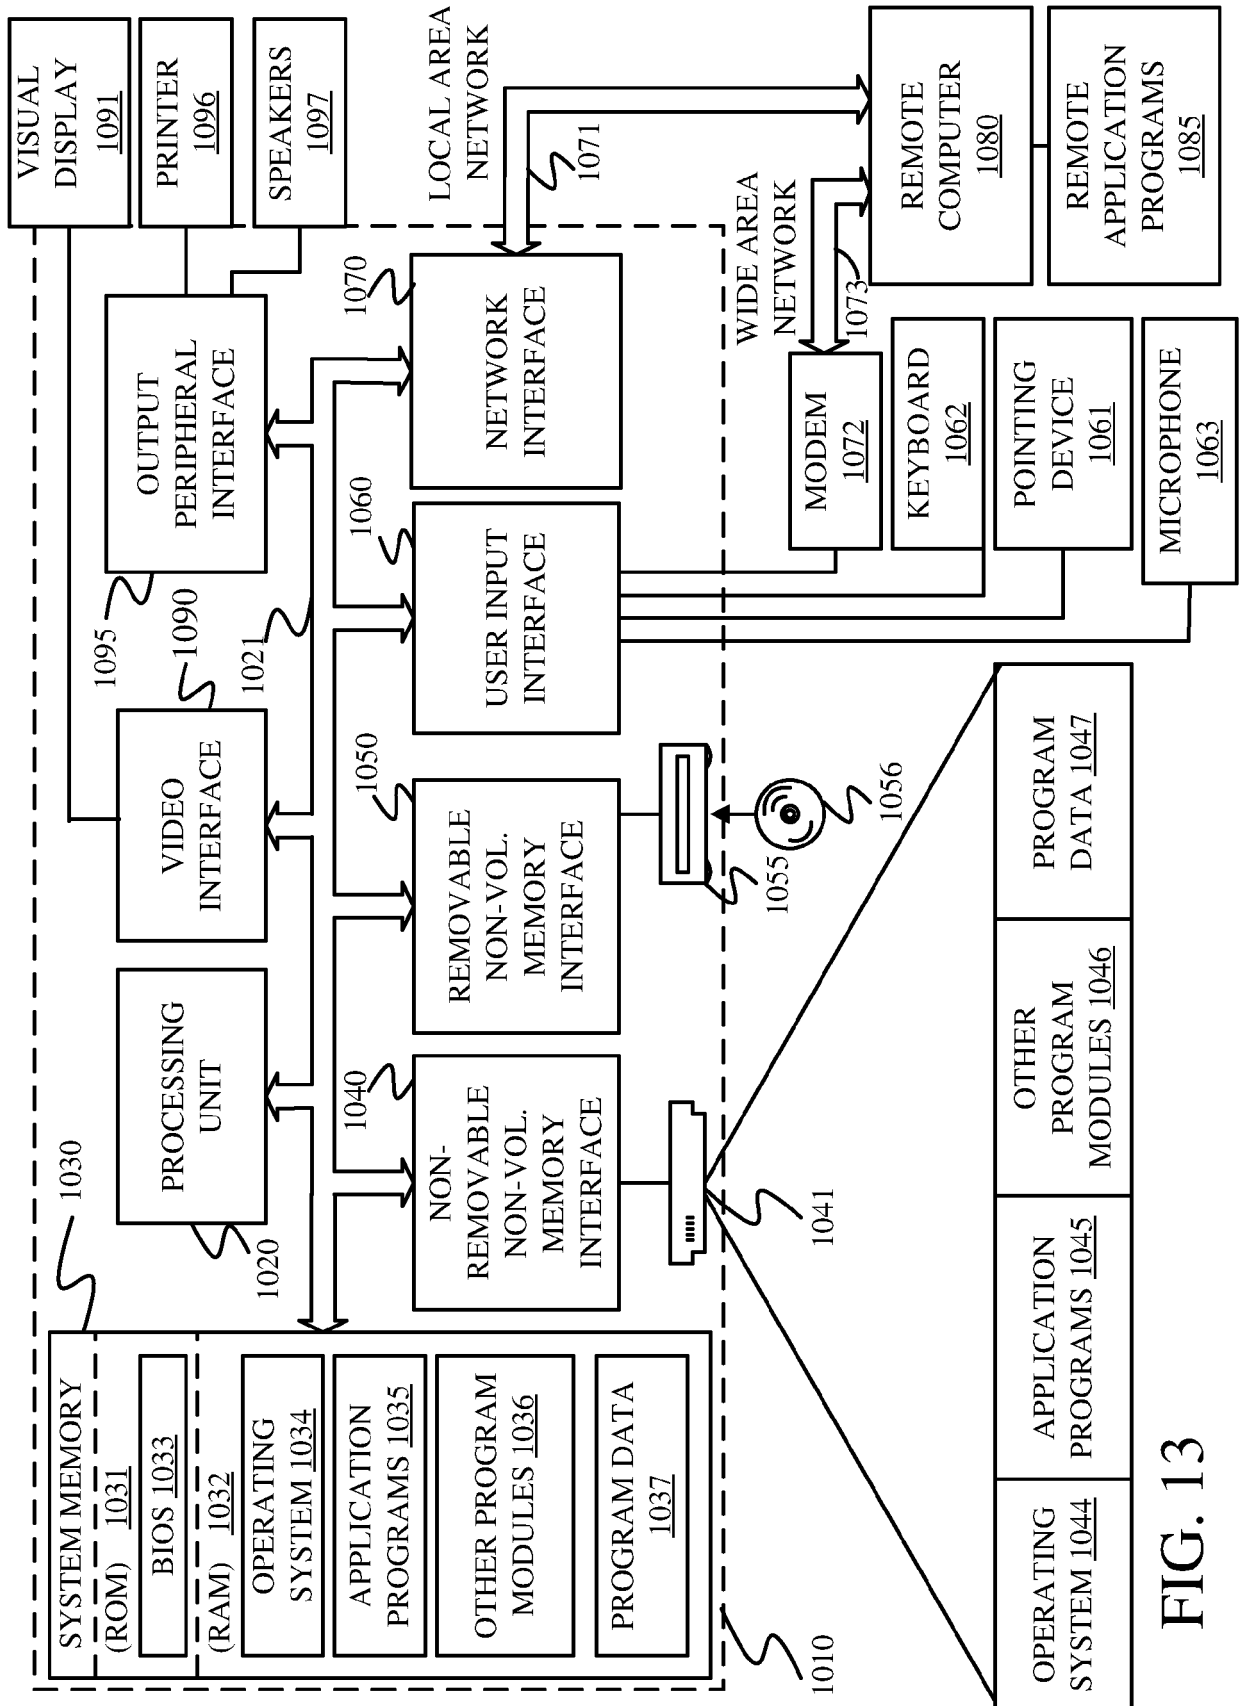 SYSTEM MEMORY
(ROM) 1031
BIOS 1033
(RAM) 1032
OPERATING
SYSTEM 1034
APPLICATION
PROGRAMS 1035
OTHER PROGRAM
MODULES 1036
PROGRAM DATA
1037
1030
PROCESSING
UNIT
1020
VIDEO
INTERFACE
1090
1021
OUTPUT
PERIPHERAL
INTERFACE
1095
VISUAL
DISPLAY
1091
PRINTER
1096
SPEAKERS
1097
1040
NON-
REMOVABLE
NON-VOL.
MEMORY
INTERFACE
1050
REMOVABLE
NON-VOL.
MEMORY
INTERFACE
1060
USER INPUT
INTERFACE
1070
NETWORK
INTERFACE
LOCAL AREA
NETWORK
1071
WIDE AREA
NETWORK
1073
1010
1041
1055
1056
MODEM
1072
KEYBOARD
1062
POINTING
DEVICE
1061
MICROPHONE
1063
REMOTE
COMPUTER
1080
REMOTE
APPLICATION
PROGRAMS
1085
OPERATING
SYSTEM 1044
APPLICATION
PROGRAMS 1045
OTHER
PROGRAM
MODULES 1046
PROGRAM
DATA 1047
FIG. 13